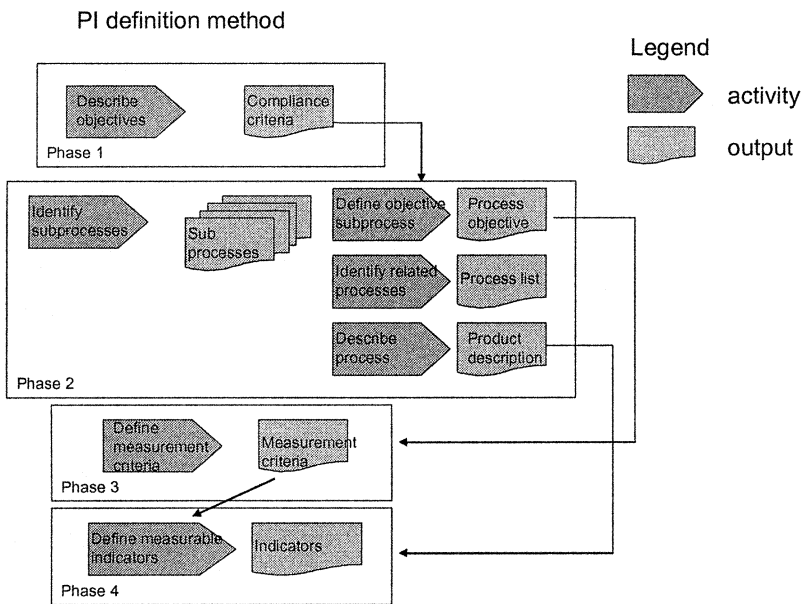 PI definition method
Legend
activity
output
Describe
objectives
Compliance
criteria
Phase 1
Identify
subprocesses
Sub
processes
Define objective
subprocess
Process
objective
Identify related
processes
Process list
Describe
process
Product
description
Phase 2
Define
measurement
criteria
Measurement
criteria
Phase 3
Define measurable
indicators
Indicators
Phase 4